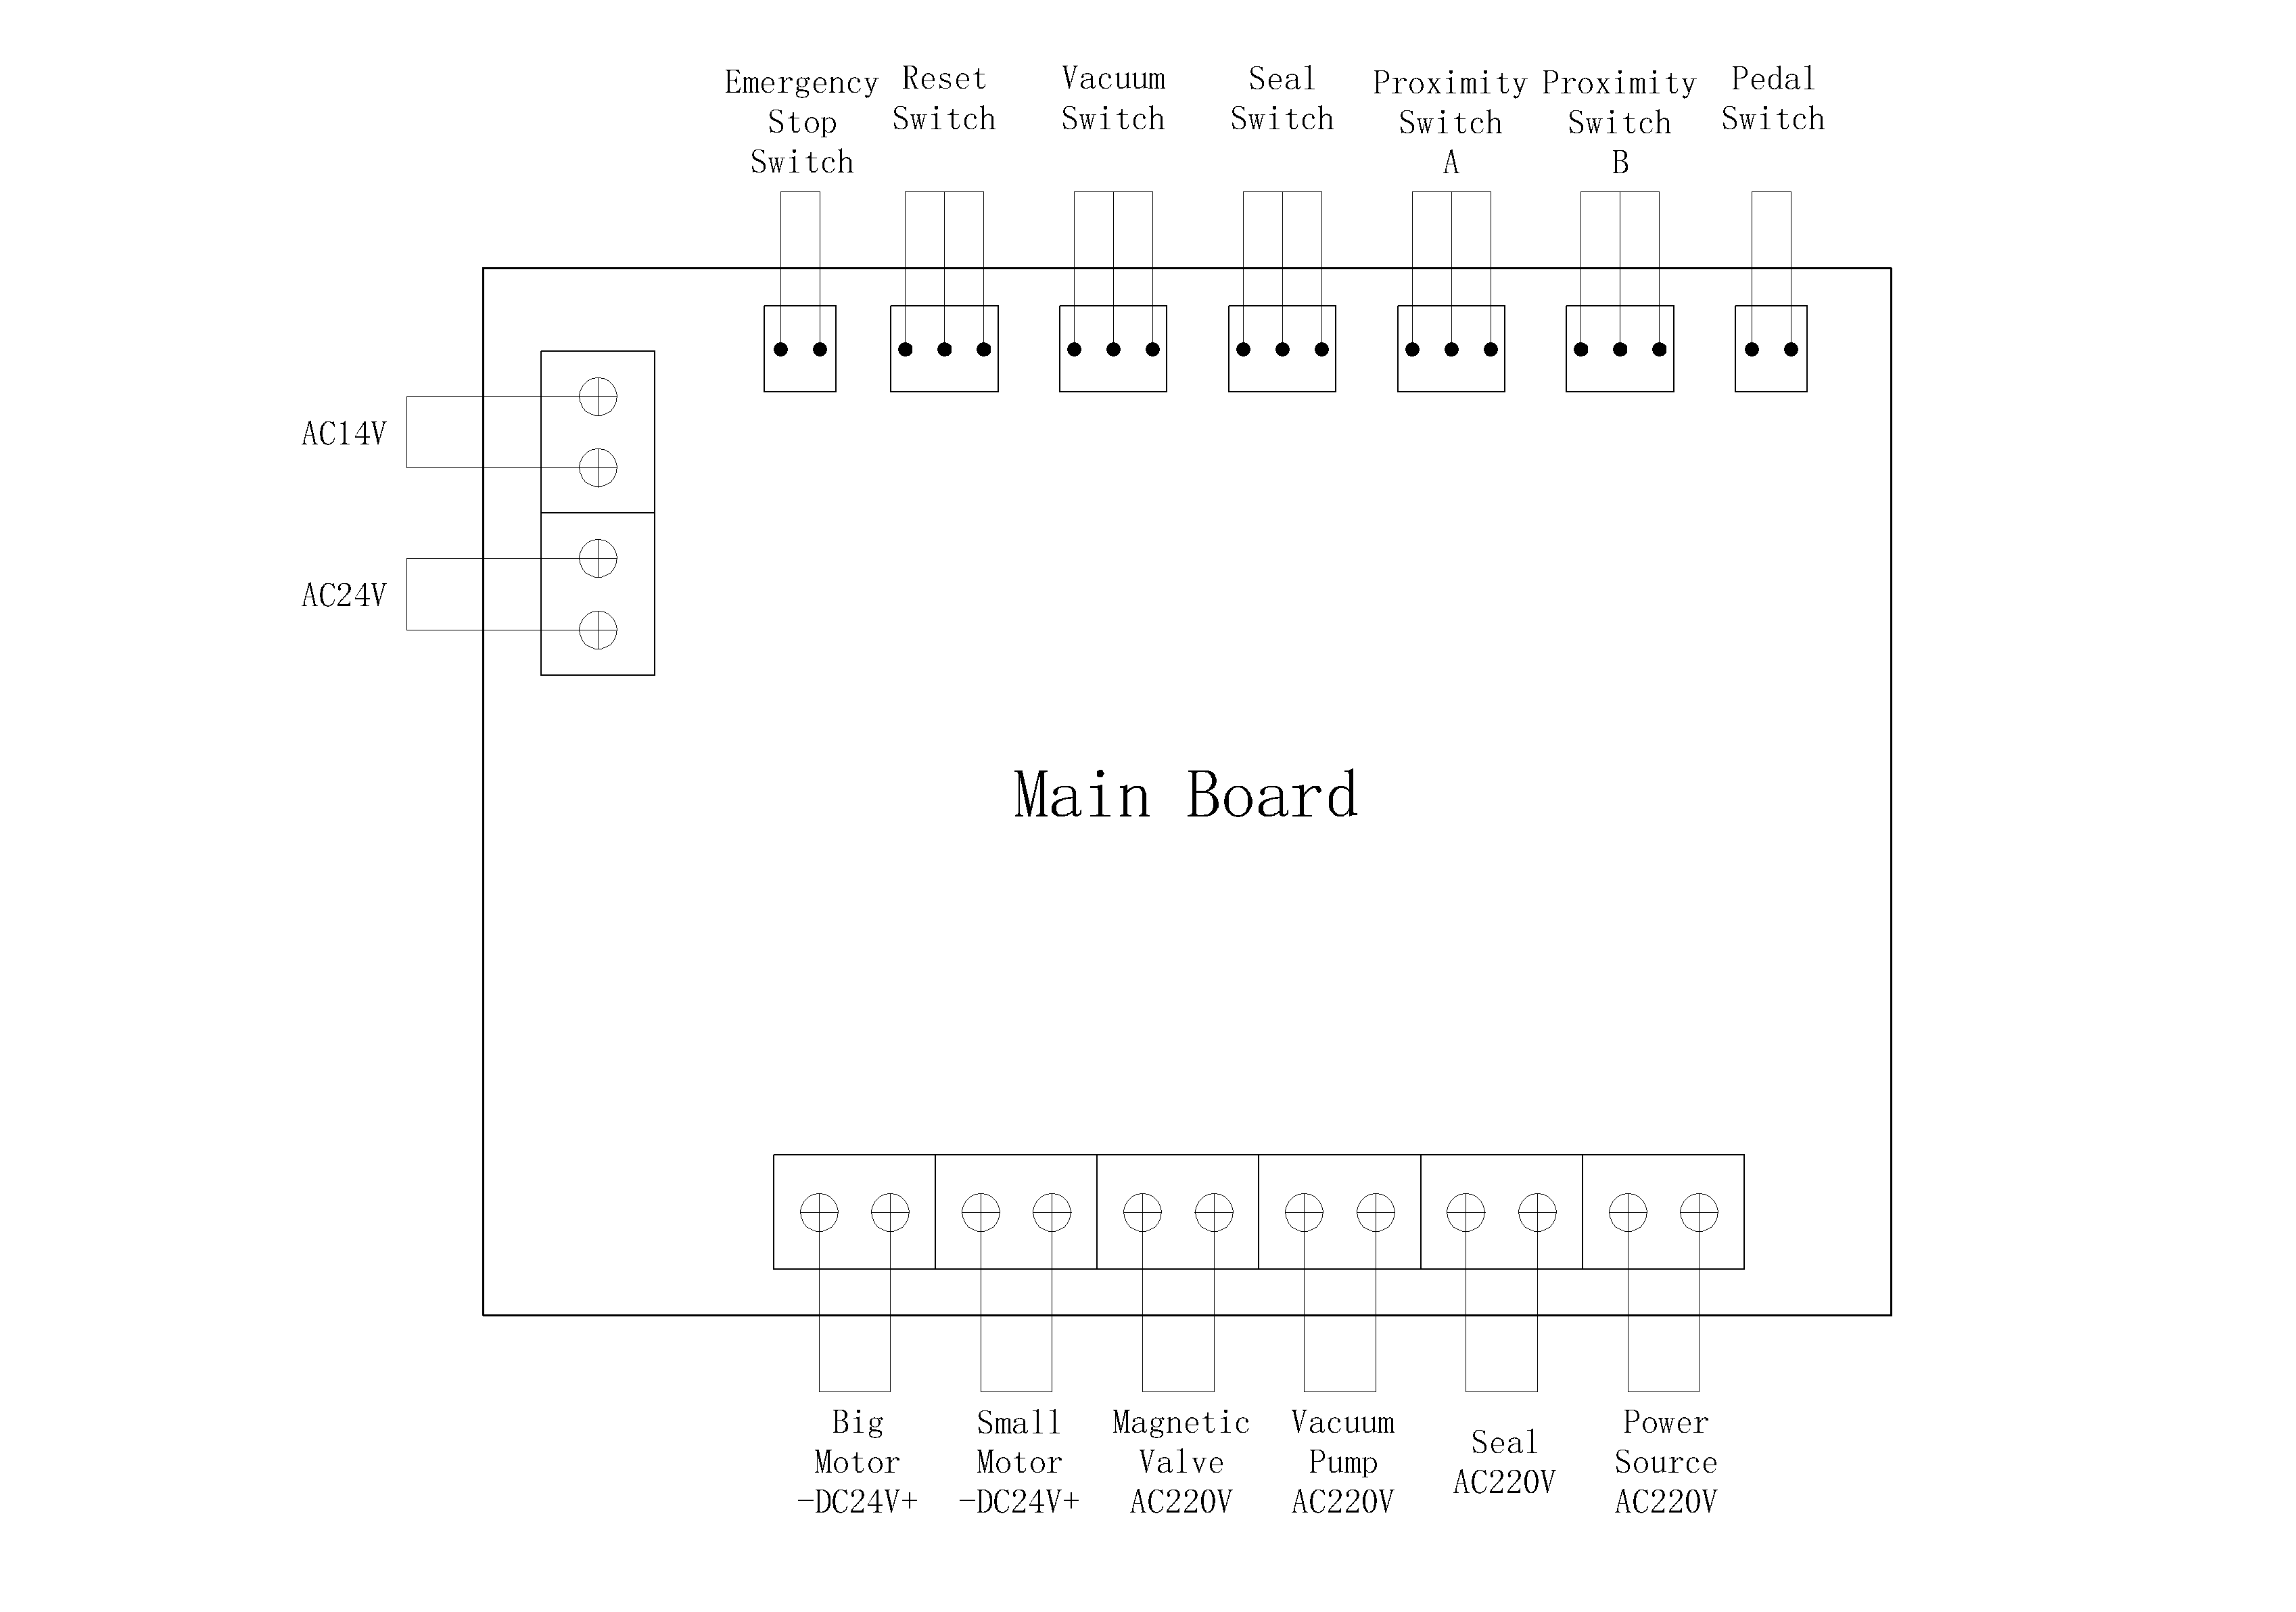 Emergency
Stop
Switch
Reset
Switch
Vacuum
Switch
Seal
Switch
Proximity
Switch
A
Proximity
Switch
B
Pedal
Switch
AC14V
AC24V
Main Board
Big
Motor
-DC24V+
Small
Motor
-DC24V+
Magnetic
Valve
AC220V
Vacuum
Pump
AC220V
Seal
AC220V
Power
Source
AC220V